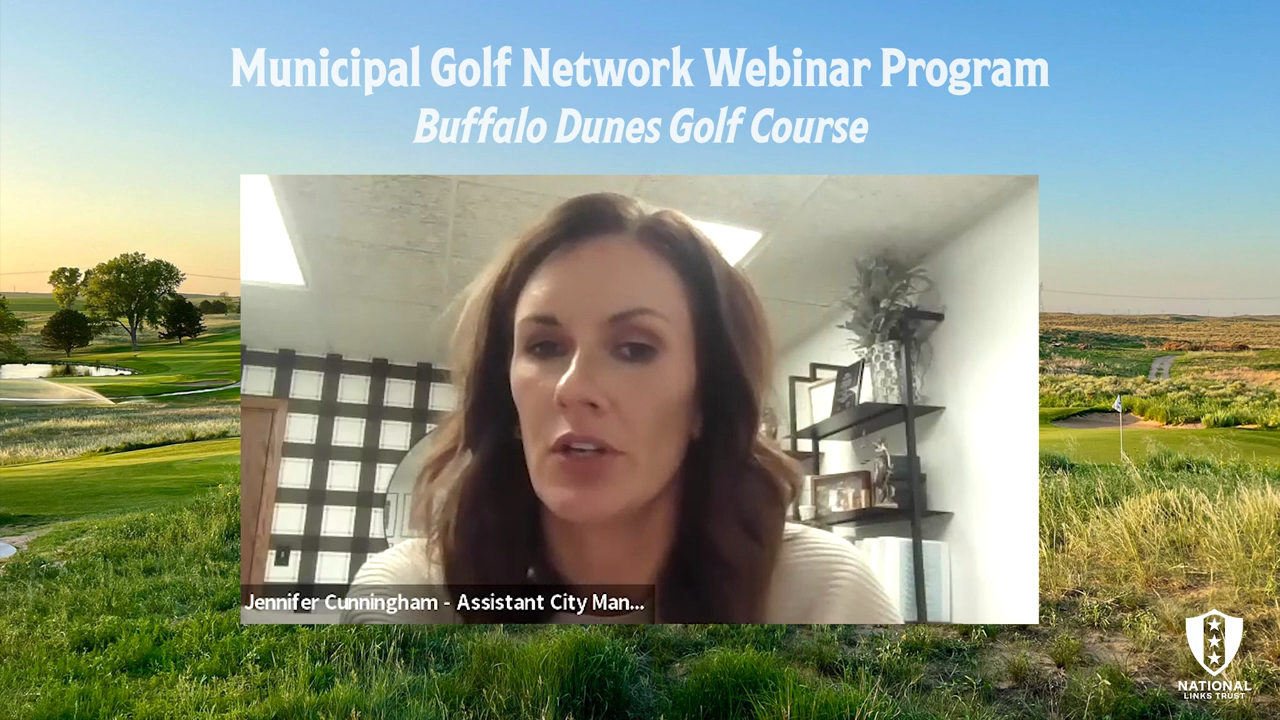 Municipal Golf Network Webinar Program
Buffalo Dunes Golf Course
Jennifer Cunningham - Assistant City Man...
NATIONAL
LINKS TRUST